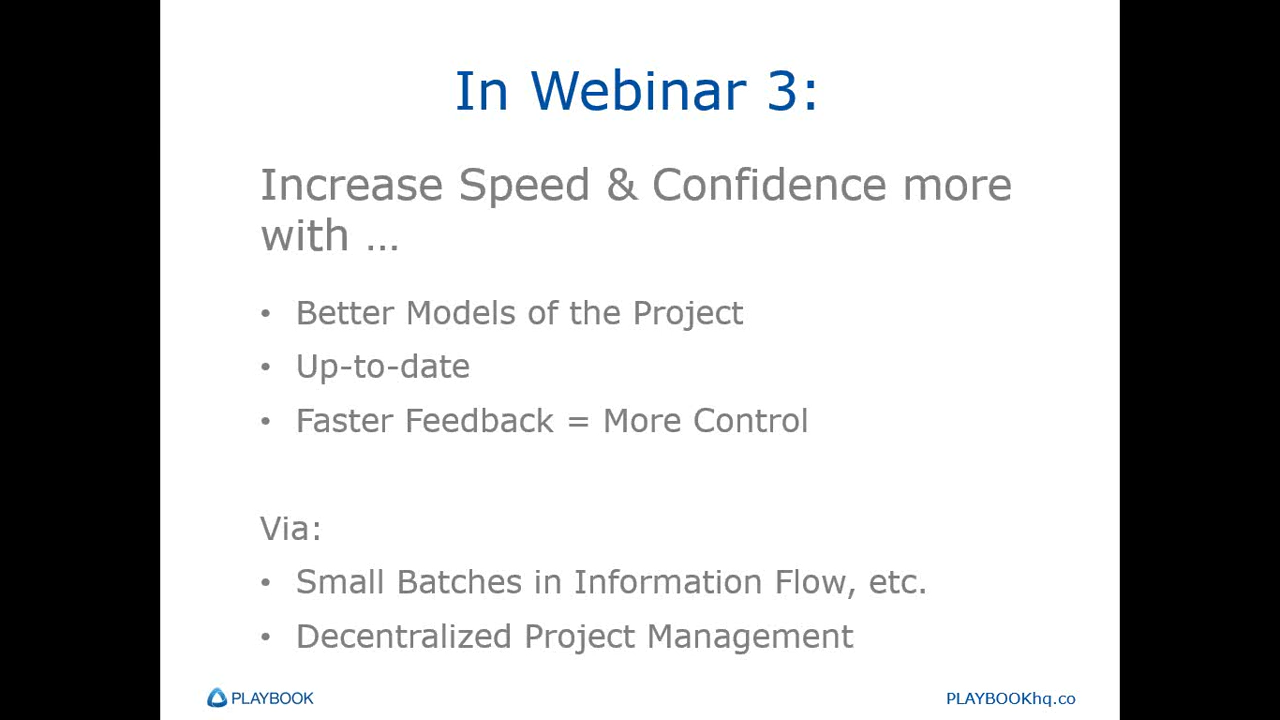 In Webinar 3:
Increase Speed & Confidence more
with …
• Better Models of the Project
• Up-to-date
• Faster Feedback = More Control
Via:
• Small Batches in Information Flow, etc.
• Decentralized Project Management
PLAYBOOK
PLAYBOOKhq.co